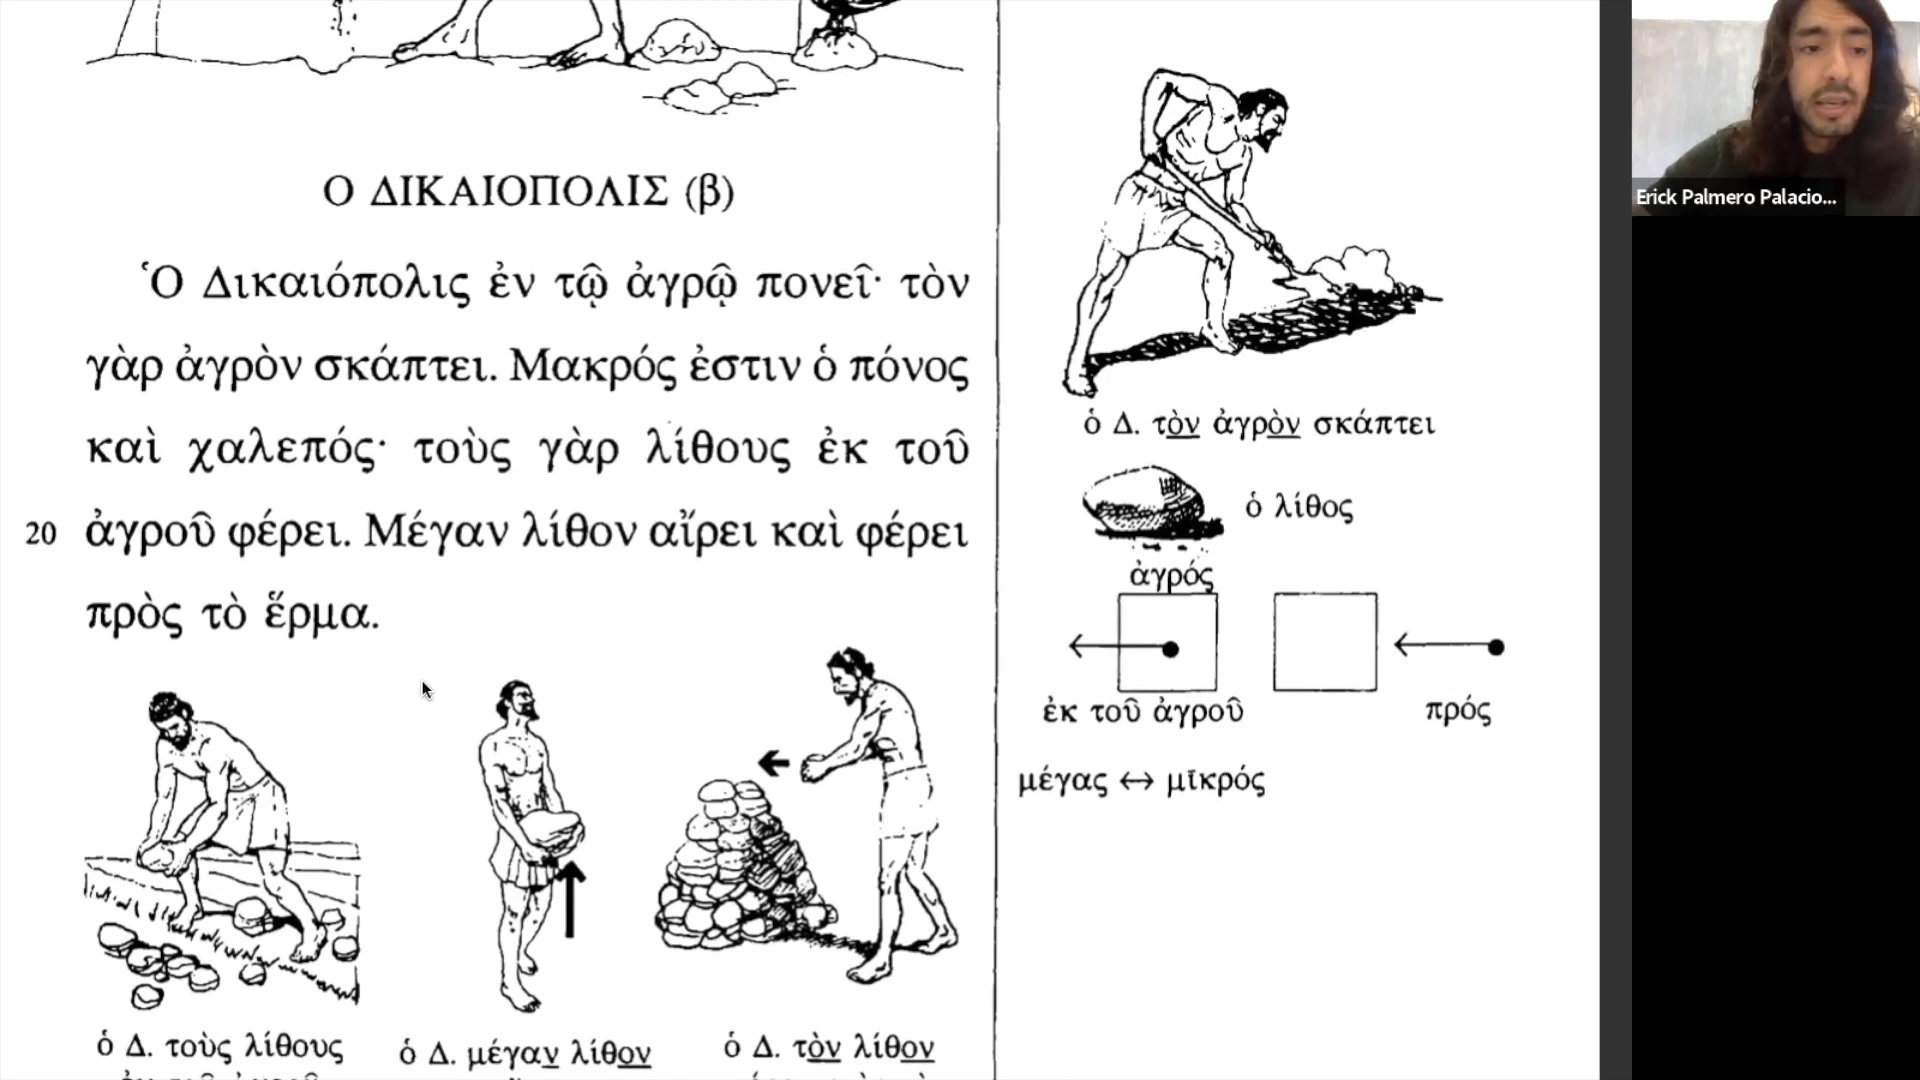 Ο ΔΙΚΑΙΟΠΟΛΙΣ (β)
Ὁ Δικαιόπολις ἐν τῷ ἀγρῷ πονεῖ· τὸν
γὰρ ἀγρὸν σκάπτει. Μακρός ἐστιν ὁ πόνος
καὶ χαλεπός· τοὺς γὰρ λίθους ἐκ τοῦ
20 ἀγροῦ φέρει. Μέγαν λίθον αἴρει καὶ φέρει
πρὸς τὸ ἕρμα.
ὁ Δ. τοὺς λίθους
ὁ Δ. μέγαν λίθον
ὁ Δ. τὸν λίθον
ὁ Δ. τὸν ἀγρὸν σκάπτει
ὁ λίθος
ἀγρός
ἐκ τοῦ ἀγροῦ
πρός
μέγας ↔ μῑκρός
Erick Palmero Palacio...